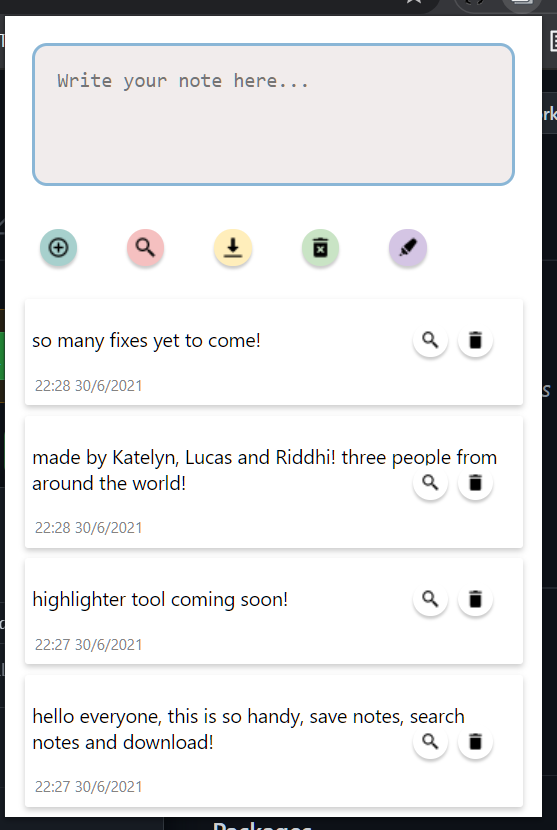 Write your note here...
so many fixes yet to come!
22:28 30/6/2021
made by Katelyn, Lucas and Riddhi! three people from
around the world!
22:28 30/6/2021
highlighter tool coming soon!
22:27 30/6/2021
hello everyone, this is so handy, save notes, search
notes and download!
22:27 30/6/2021
Packages